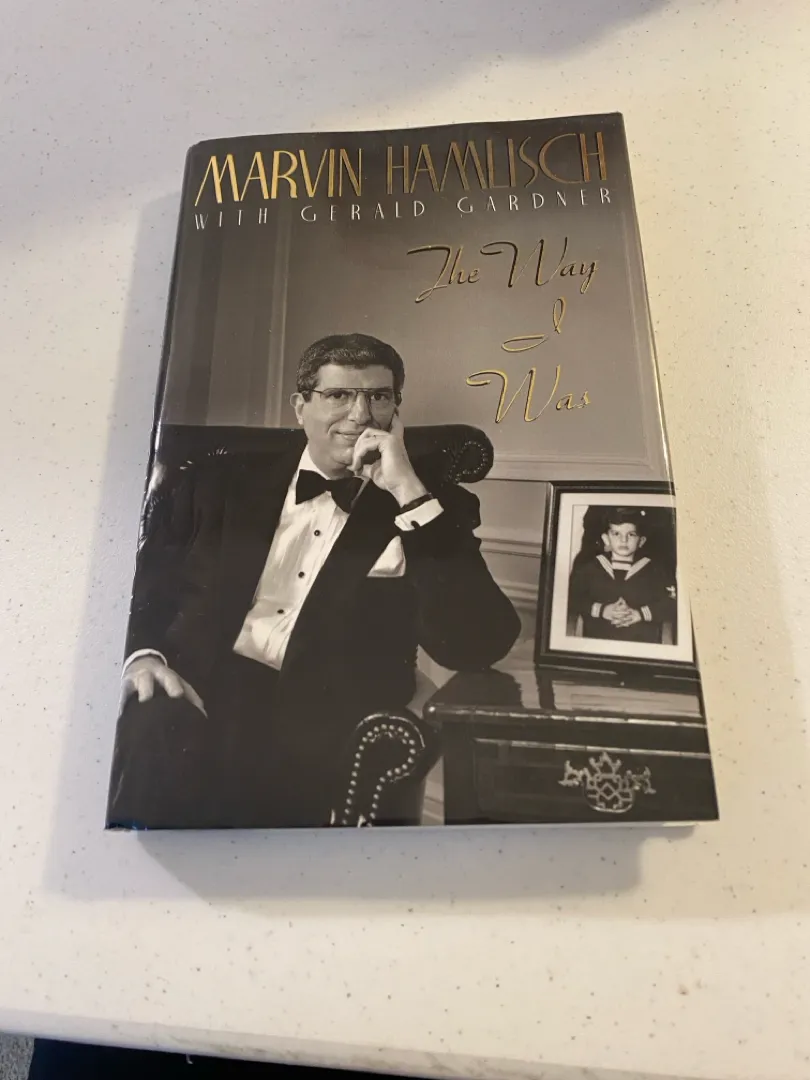 MARVIN HAMLISCH
WITH GERALD GARDNER
The Way
I
Was